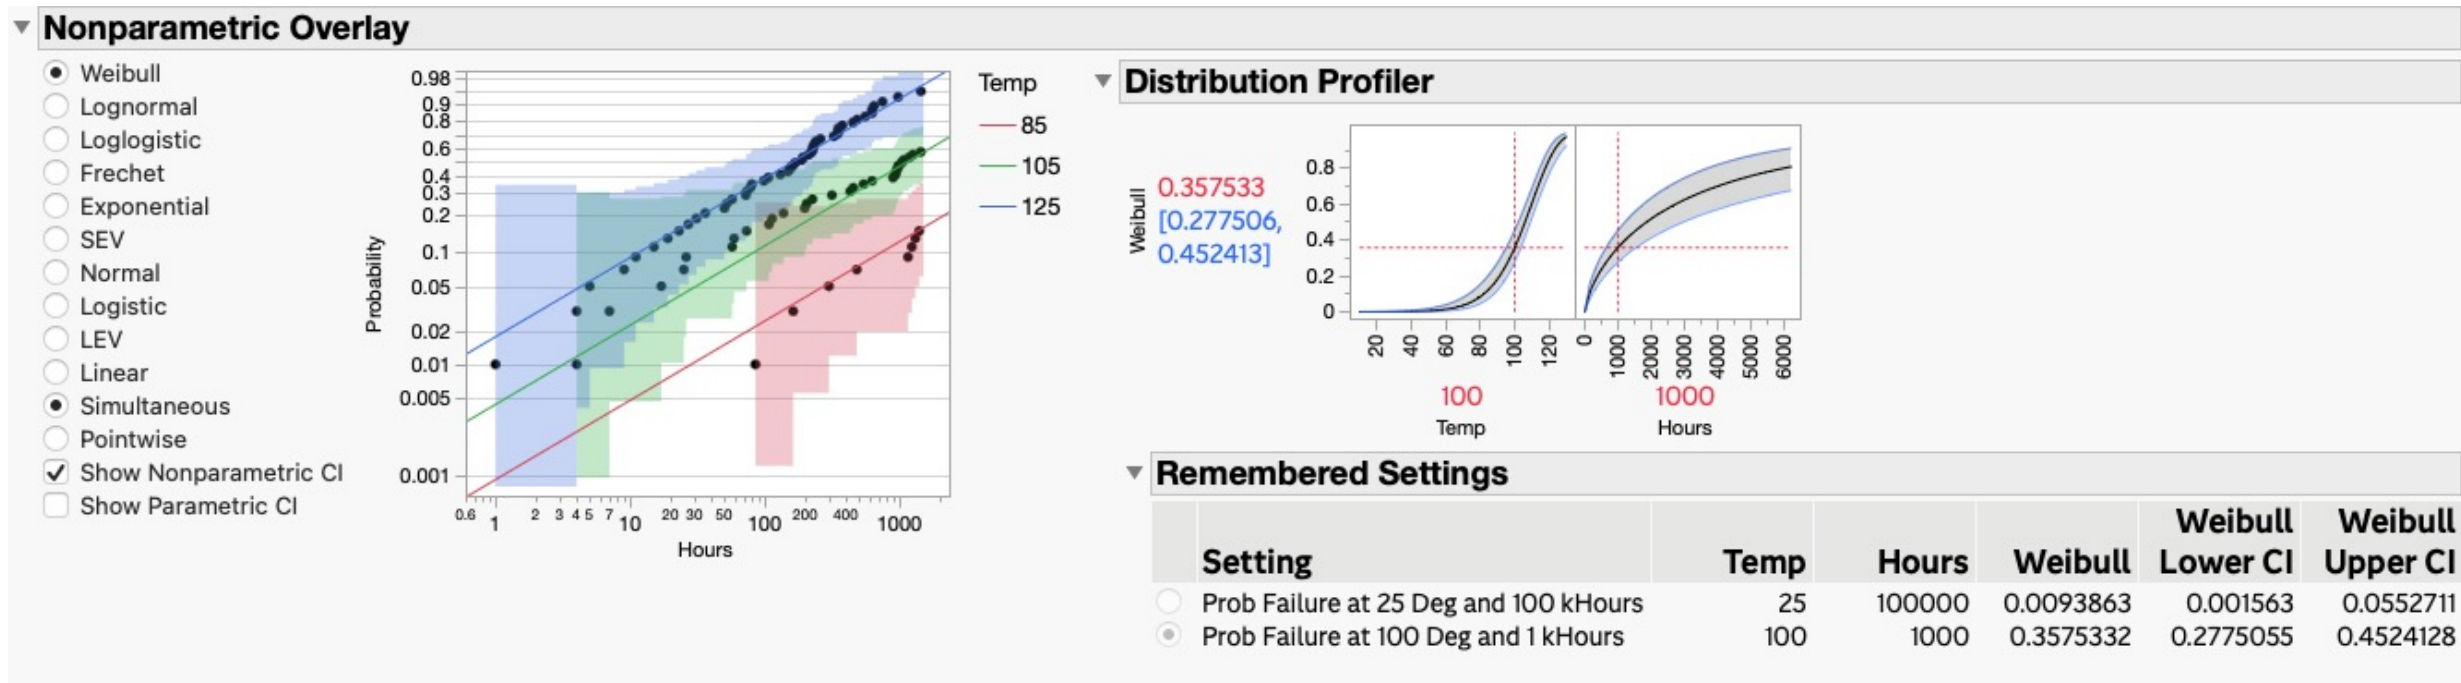 Nonparametric Overlay
Weibull
Lognormal
Loglogistic
Frechet
Exponential
SEV
Normal
Logistic
LEV
Linear
Simultaneous
Pointwise
Show Nonparametric CI
Show Parametric CI
Probability
0.98
0.9
0.8
0.6
0.4
0.3
0.2
0.1
0.05
0.02
0.01
0.005
0.001
0.6 1 2 3 4 5 7 10 20 30 50 100 200 400 1000
Hours
Temp
85
105
125
Distribution Profiler
Weibull
0.357533
[0.277506,
0.452413]
0.8
0.6
0.4
0.2
0
20 40 60 80 100 120 0 1000 2000 3000 4000 5000 6000
100 1000
Temp Hours
Remembered Settings
Weibull Weibull
Setting Temp Hours Weibull Lower CI Upper CI
Prob Failure at 25 Deg and 100 kHours 25 100000 0.0093863 0.001563 0.0552711
Prob Failure at 100 Deg and 1 kHours 100 1000 0.3575332 0.2775055 0.4524128